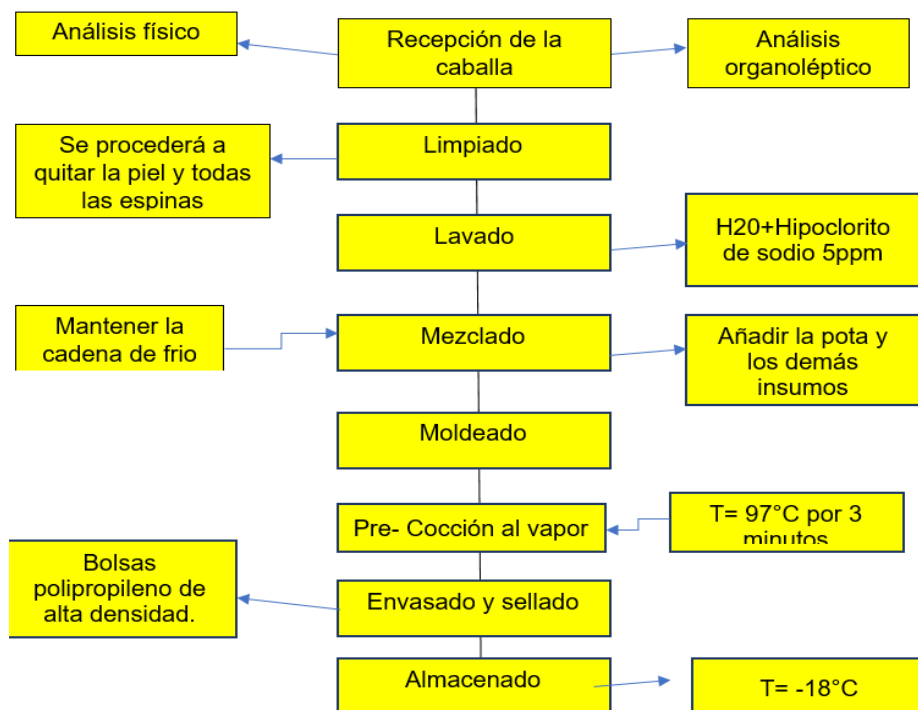 Análisis físico
Recepción de la
caballa
Análisis
organoléptico
Se procederá a
quitar la piel y todas
las espinas
Limpiado
Lavado
H20+Hipoclorito
de sodio 5ppm
Mantener la
cadena de frio
Mezclado
Añadir la pota y
los demás
insumos
Moldeado
Pre- Cocción al vapor
T= 97°C por 3
minutos
Bolsas
polipropileno de
alta densidad.
Envasado y sellado
Almacenado
T= -18°C